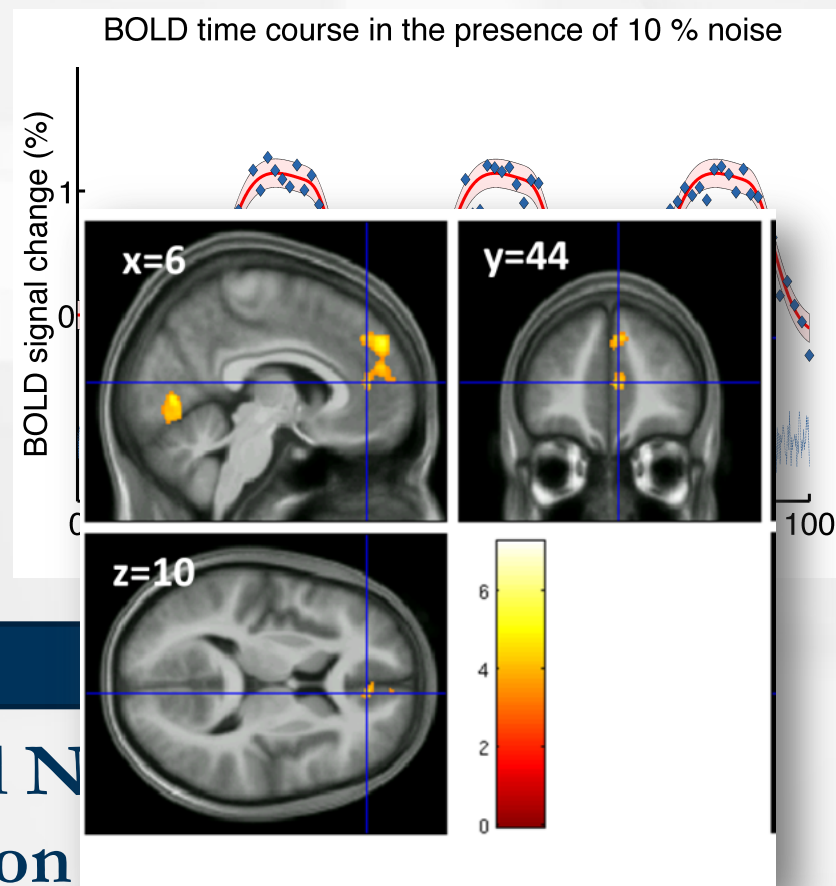 BOLD time course in the presence of 10 % noise
BOLD signal change (%)
1
0
x=6
y=44
0
100
z=10
6
4
2
0
l N
on